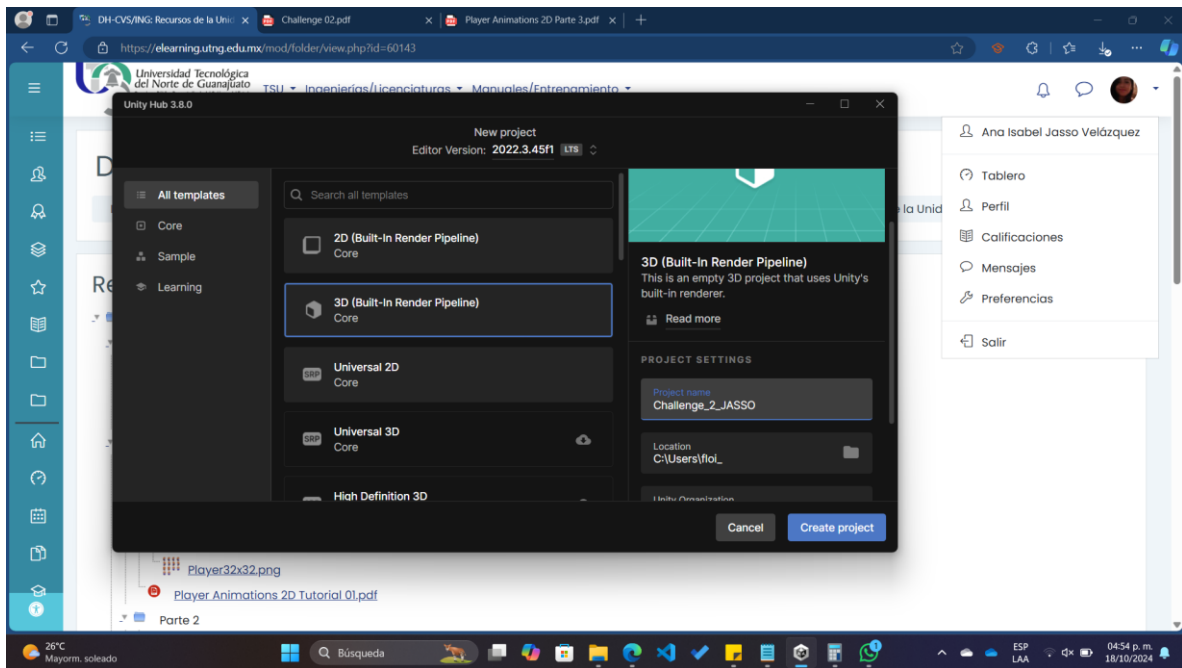 DH-CVS/ING: Recursos de la Unid
Challenge 02.pdf
Player Animations 2D Parte 3.pdf
https://elearning.utng.edu.mx/mod/folder/view.php?id=60143
Universidad Tecnológica
del Norte de Guanajuato
TSU
Ingenierías/Licenciaturas
Manuales/Entrenamiento
Unity Hub 3.8.0
New project
Editor Version: 2022.3.45f1 LTS
All templates
Core
Sample
Learning
Search all templates
2D (Built-In Render Pipeline)
Core
3D (Built-In Render Pipeline)
Core
SRP
Universal 2D
Core
SRP
Universal 3D
Core
High Definition 3D
3D (Built-In Render Pipeline)
This is an empty 3D project that uses Unity's
built-in renderer.
Read more
PROJECT SETTINGS
Project name
Challenge_2_JASSO
Location
C:\Users\floi_
Unity Organization
Cancel
Create project
D
Re
la Unid
Ana Isabel Jasso Velázquez
Tablero
Perfil
Calificaciones
Mensajes
Preferencias
Salir
Player32x32.png
Player Animations 2D Tutorial 01.pdf
Parte 2
26°C
Mayorm. soleado
Búsqueda
ESP
LAA
04:54 p. m.
18/10/2024